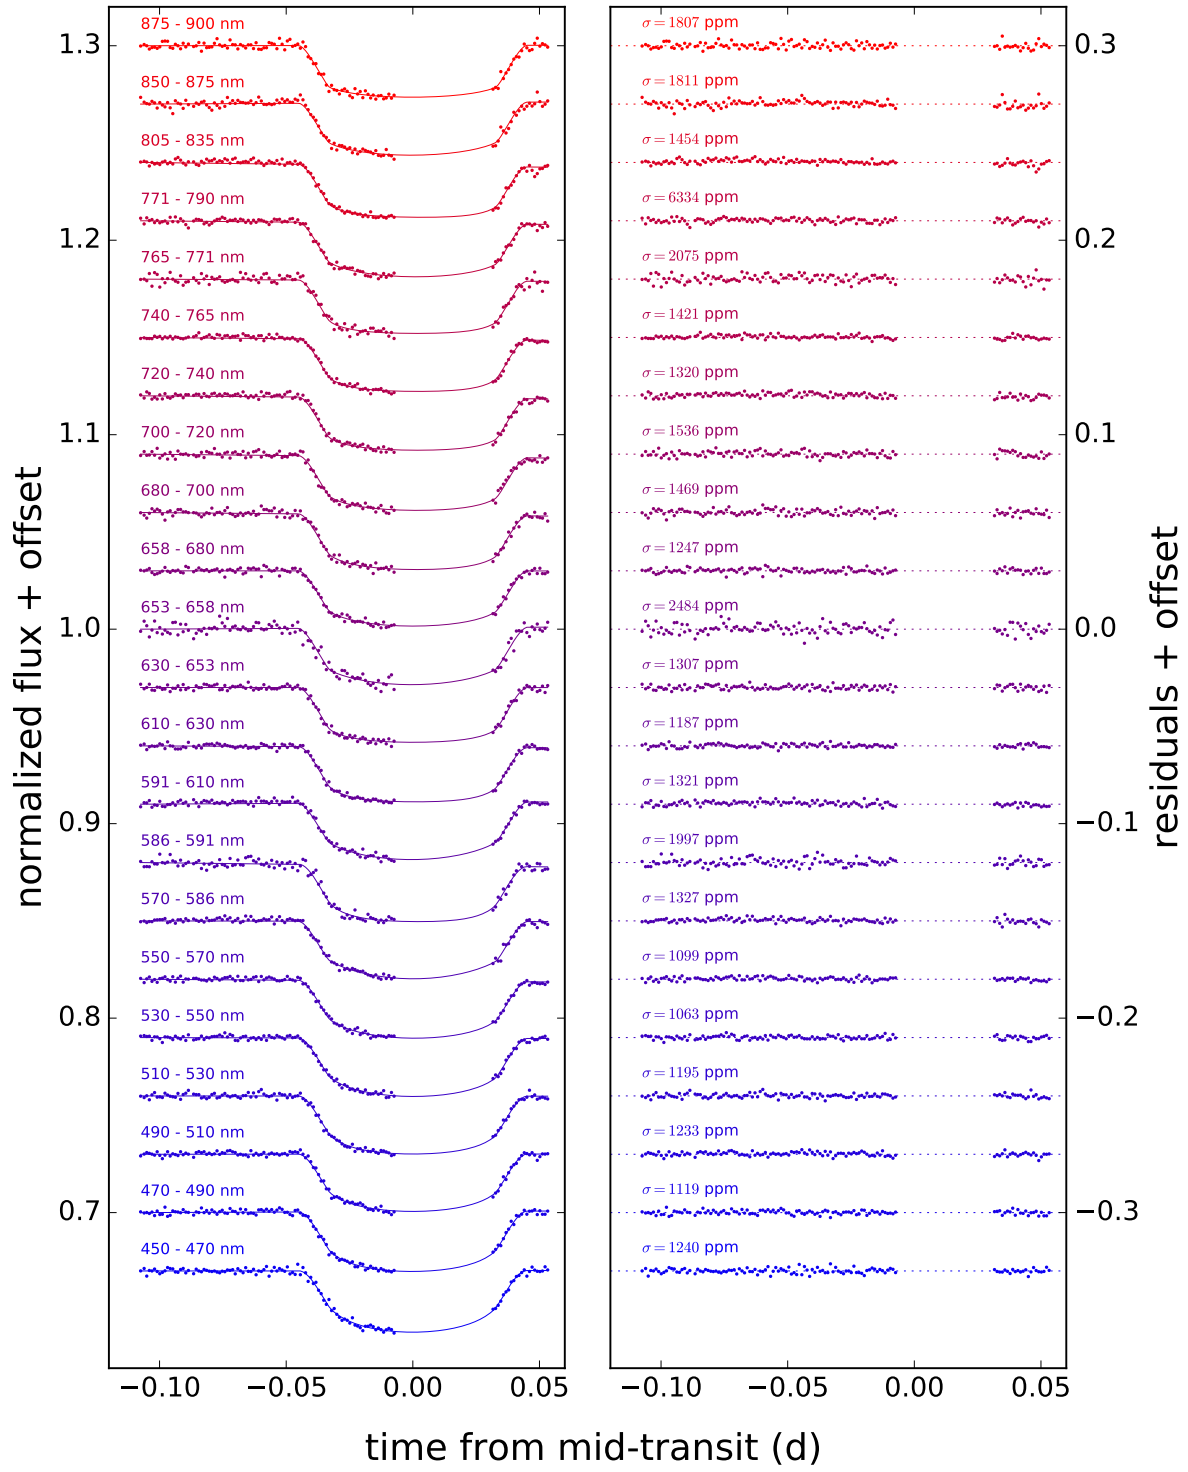 875 - 900 nm
850 - 875 nm
805 - 835 nm
771 - 790 nm
765 - 771 nm
740 - 765 nm
720 - 740 nm
700 - 720 nm
680 - 700 nm
658 - 680 nm
653 - 658 nm
630 - 653 nm
610 - 630 nm
591 - 610 nm
586 - 591 nm
570 - 586 nm
550 - 570 nm
530 - 550 nm
510 - 530 nm
490 - 510 nm
470 - 490 nm
450 - 470 nm
1.3
1.2
1.1
1.0
0.9
0.8
0.7
normalized flux + offset
−0.10
−0.05
0.00
0.05
σ = 1807 ppm
σ = 1811 ppm
σ = 1454 ppm
σ = 6334 ppm
σ = 2075 ppm
σ = 1421 ppm
σ = 1320 ppm
σ = 1536 ppm
σ = 1469 ppm
σ = 1247 ppm
σ = 2484 ppm
σ = 1307 ppm
σ = 1187 ppm
σ = 1321 ppm
σ = 1997 ppm
σ = 1327 ppm
σ = 1099 ppm
σ = 1063 ppm
σ = 1195 ppm
σ = 1233 ppm
σ = 1119 ppm
σ = 1240 ppm
0.3
0.2
0.1
0.0
−0.1
−0.2
−0.3
residuals + offset
−0.10
−0.05
0.00
0.05
time from mid-transit (d)